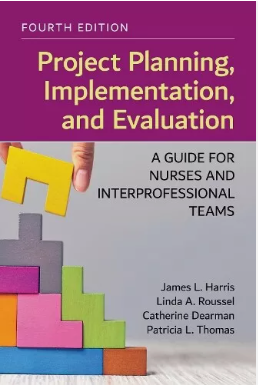 FOURTH EDITION
Project Planning,
Implementation,
and Evaluation
A GUIDE FOR
NURSES AND
INTERPROFESSIONAL
TEAMS
James L. Harris
Linda A. Roussel
Catherine Dearman
Patricia L. Thomas